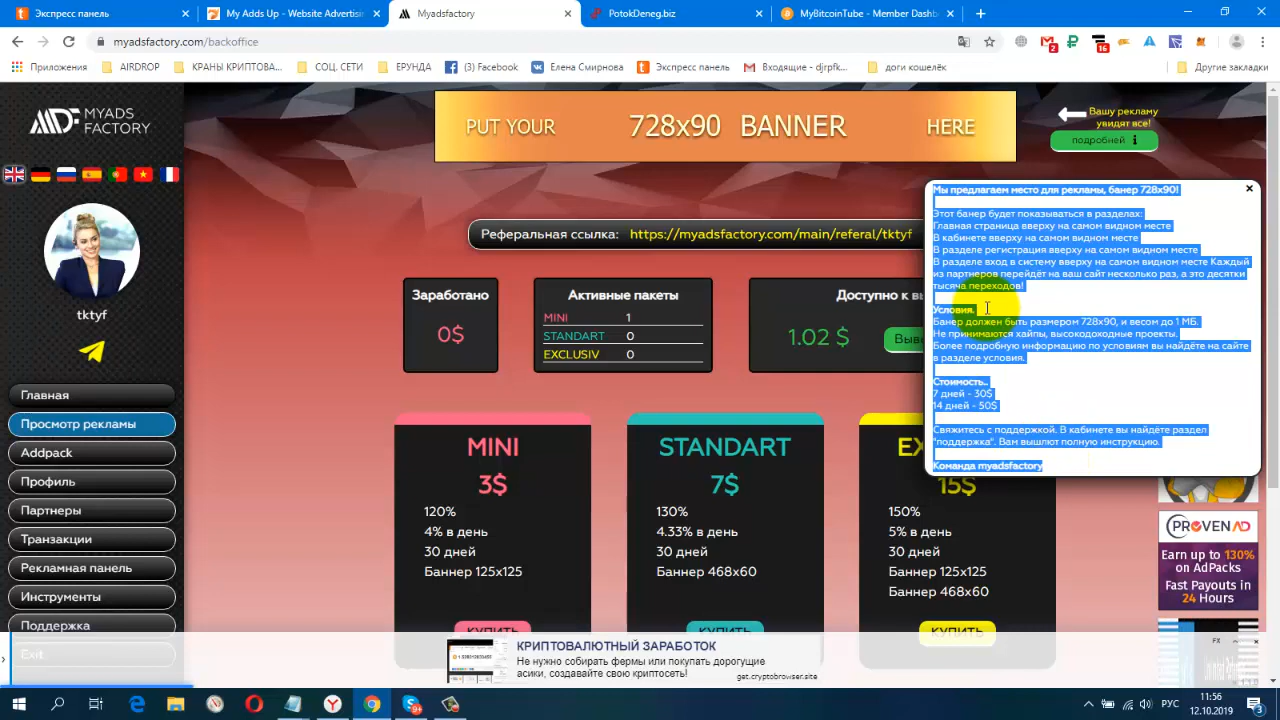 Экспресс панель
My Adds Up - Website Advertisin
Myadsfactory
PotokDeneg.biz
MyBitcoinTube - Member Dashb
myadsfactory.com/backoffice
2
16
Приложения
AIRDROP
КРАНЫ КРИПТОВА...
СОЦ. СЕТИ
ЕРУНДА
(3) Facebook
Елена Смирнова
Экспресс панель
Входящие - djrpfk...
доги кошелёк
Другие закладки
MYADS
FACTORY
PUT YOUR 728x90 BANNER HERE
Вашу рекламу
увидят все!
подробней
Мы предлагаем место для рекламы, банер 728x90!
Этот банер будет показываться в разделах:
Главная страница вверху на самом видном месте
В кабинете вверху на самом видном месте
В разделе регистрация вверху на самом видном месте
В разделе вход в систему вверху на самом видном месте Каждый
из партнеров перейдёт на ваш сайт несколько раз, а это десятки
тысяча переходов!
Условия.
Банер должен быть размером 728x90, и весом до 1 МБ.
Не принимаются хайпы, высокодоходные проекты.
Более подробную информацию по условиям вы найдёте на сайте
в разделе условия.
Стоимость..
7 дней - 30$
14 дней - 50$
Свяжитесь с поддержкой. В кабинете вы найдёте раздел
"поддержка". Вам вышлют полную инструкцию.
Команда myadsfactory
Реферальная ссылка: https://myadsfactory.com/main/referal/tktyf
tktyf
Заработано
0$
Активные пакеты
MINI 1
STANDART 0
EXCLUSIV 0
Доступно к вы
1.02 $
Выво
Главная
Просмотр рекламы
Addpack
Профиль
Партнеры
Транзакции
Рекламная панель
Инструменты
Поддержка
Exit
MINI
3$
120%
4% в день
30 дней
Баннер 125x125
КУПИТЬ
STANDART
7$
130%
4.33% в день
30 дней
Баннер 468x60
КУПИТЬ
EX
15$
150%
5% в день
30 дней
Баннер 125x125
Баннер 468x60
КУПИТЬ
PROVEN AD
Earn up to 130%
on AdPacks
Fast Payouts in
24 Hours
FX
КРИПТОВАЛЮТНЫЙ ЗАРАБОТОК
Не нужно собирать фермы или покупать дорогущие
асики, создавайте свою криптосеть!
get.cryptobrowser.site
РУС
11:56
12.10.2019
3